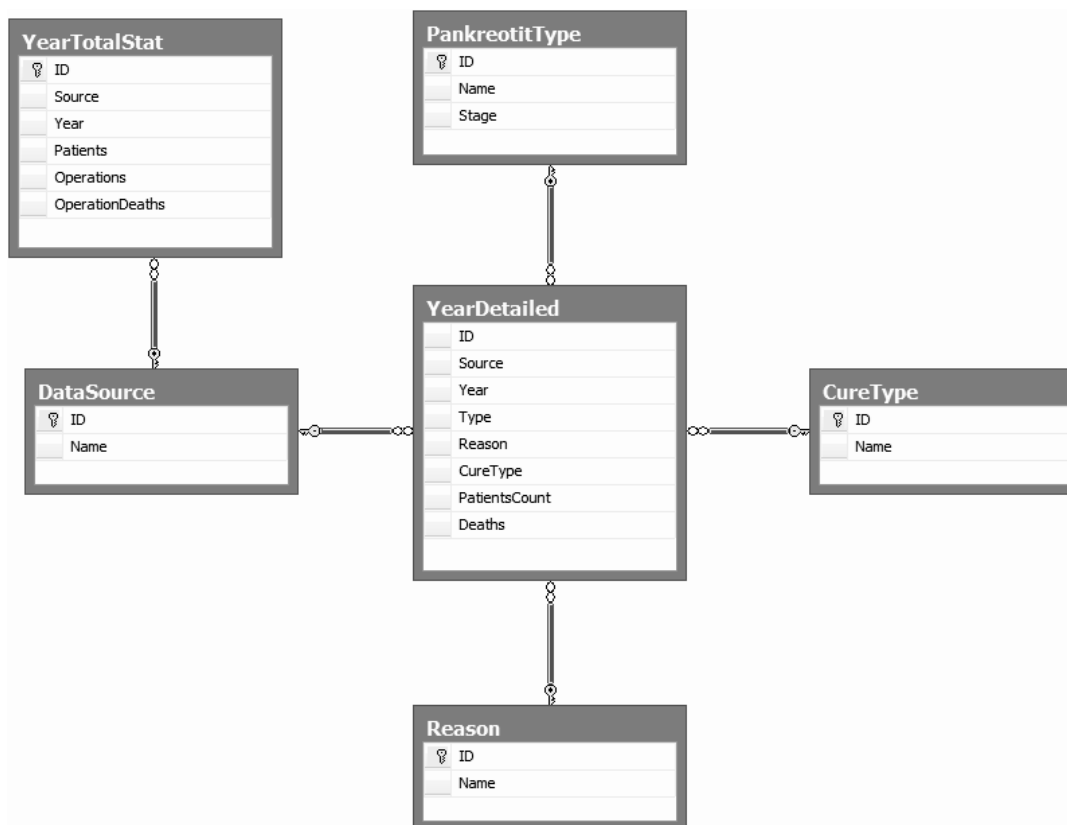 YearTotalStat
ID
Source
Year
Patients
Operations
OperationDeaths
PankreotitType
ID
Name
Stage
YearDetailed
ID
Source
Year
Type
Reason
CureType
PatientsCount
Deaths
DataSource
ID
Name
CureType
ID
Name
Reason
ID
Name